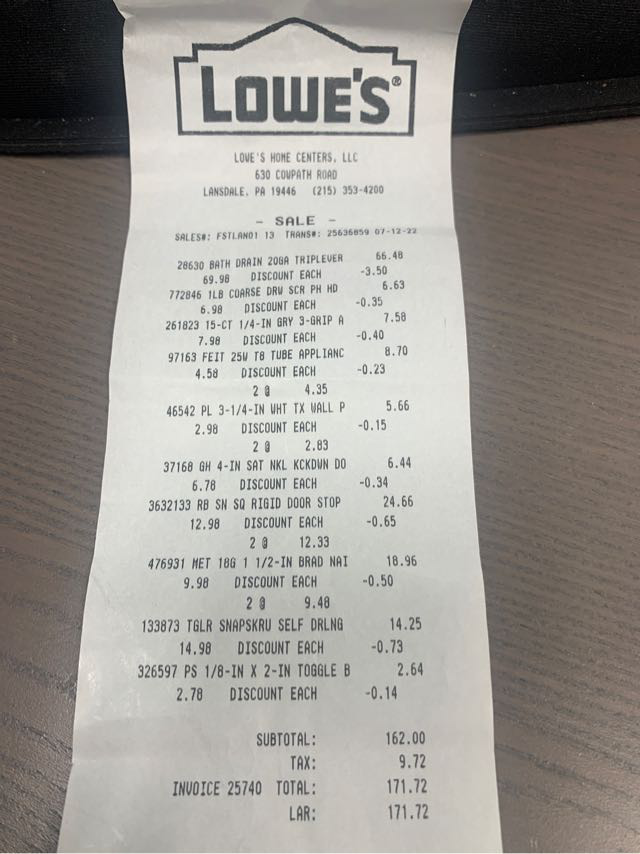 LOWE'S®
LOWE'S HOME CENTERS, LLC
630 COWPATH ROAD
LANSDALE, PA 19446 (215) 353-4200
- SALE -
SALES#: FSTLAN01 13 TRANS#: 25636859 07-12-22
28630 BATH DRAIN 20GA TRIPLEVER 66.48
69.98 DISCOUNT EACH -3.50
772846 1LB COARSE DRW SCR PH HD 6.63
6.98 DISCOUNT EACH -0.35
261823 15-CT 1/4-IN GRY 3-GRIP A 7.58
7.98 DISCOUNT EACH -0.40
97163 FEIT 25W T8 TUBE APPLIANC 8.70
4.58 DISCOUNT EACH -0.23
2 @ 4.35
46542 PL 3-1/4-IN WHT TX WALL P 5.66
2.98 DISCOUNT EACH -0.15
2 @ 2.83
37168 GH 4-IN SAT NKL KCKDWN DO 6.44
6.78 DISCOUNT EACH -0.34
3632133 RB SN SQ RIGID DOOR STOP 24.66
12.98 DISCOUNT EACH -0.65
2 @ 12.33
476931 MET 18G 1 1/2-IN BRAD NAI 18.96
9.98 DISCOUNT EACH -0.50
2 @ 9.48
133873 TGLR SNAPSKRU SELF DRLNG 14.25
14.98 DISCOUNT EACH -0.73
326597 PS 1/8-IN X 2-IN TOGGLE B 2.64
2.78 DISCOUNT EACH -0.14
SUBTOTAL: 162.00
TAX: 9.72
INVOICE 25740 TOTAL: 171.72
LAR: 171.72